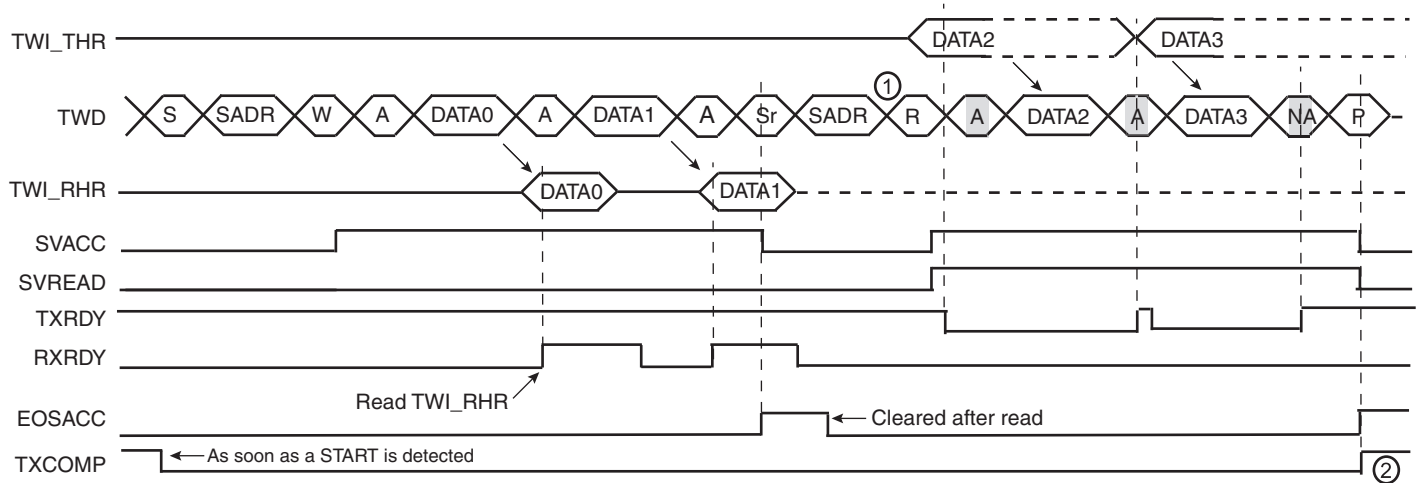 TWI_THR DATA2 DATA3
① 
TWD S SADR W A DATA0 A DATA1 A Sr SADR R A DATA2 A DATA3 NA P
TWI_RHR DATA0 DATA1
SVACC
SVREAD
TXRDY
RXRDY
Read TWI_RHR
EOSACC Cleared after read
As soon as a START is detected
TXCOMP ②